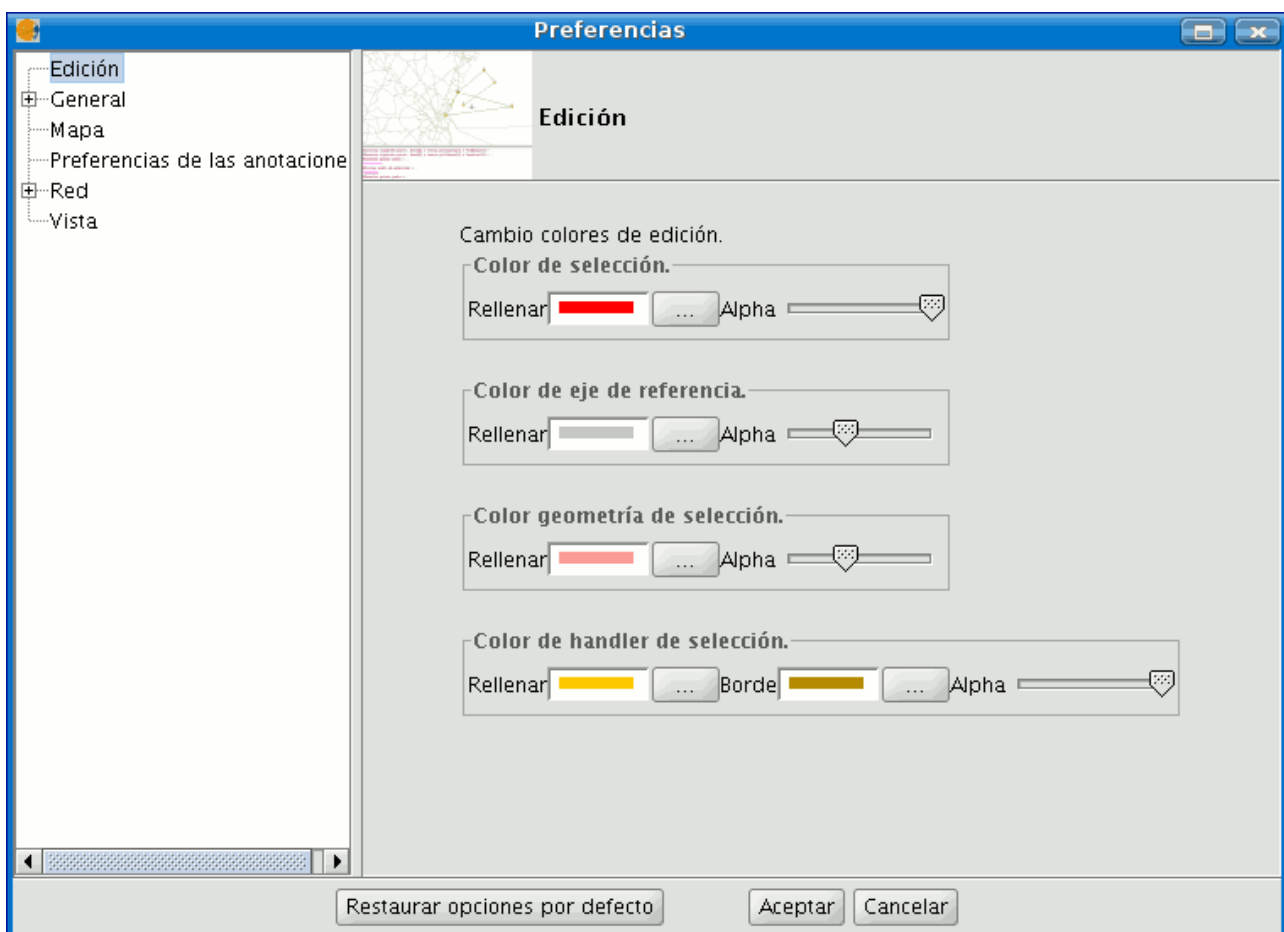 Preferencias
Edición
General
Mapa
Preferencias de las anotacione
Red
Vista
Edición
Cambio colores de edición.
Color de selección.
Rellenar ... Alpha
Color de eje de referencia.
Rellenar ... Alpha
Color geometría de selección.
Rellenar ... Alpha
Color de handler de selección.
Rellenar ... Borde ... Alpha
Restaurar opciones por defecto Aceptar Cancelar